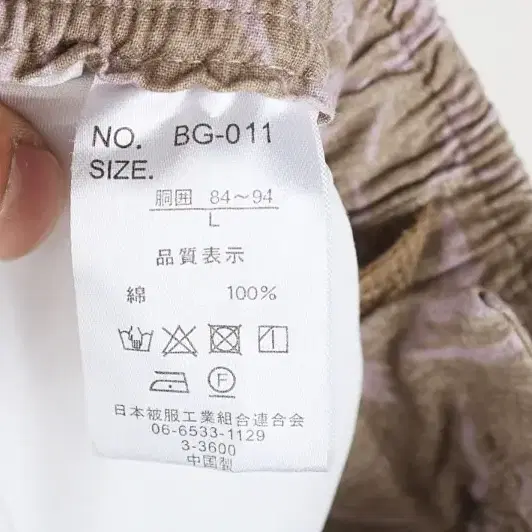 NO. BG-011
SIZE.
胴囲 84～94
L
品質表示
綿 100%
F
日本被服工業組合連合会
06-6533-1129
3-3600
中国製